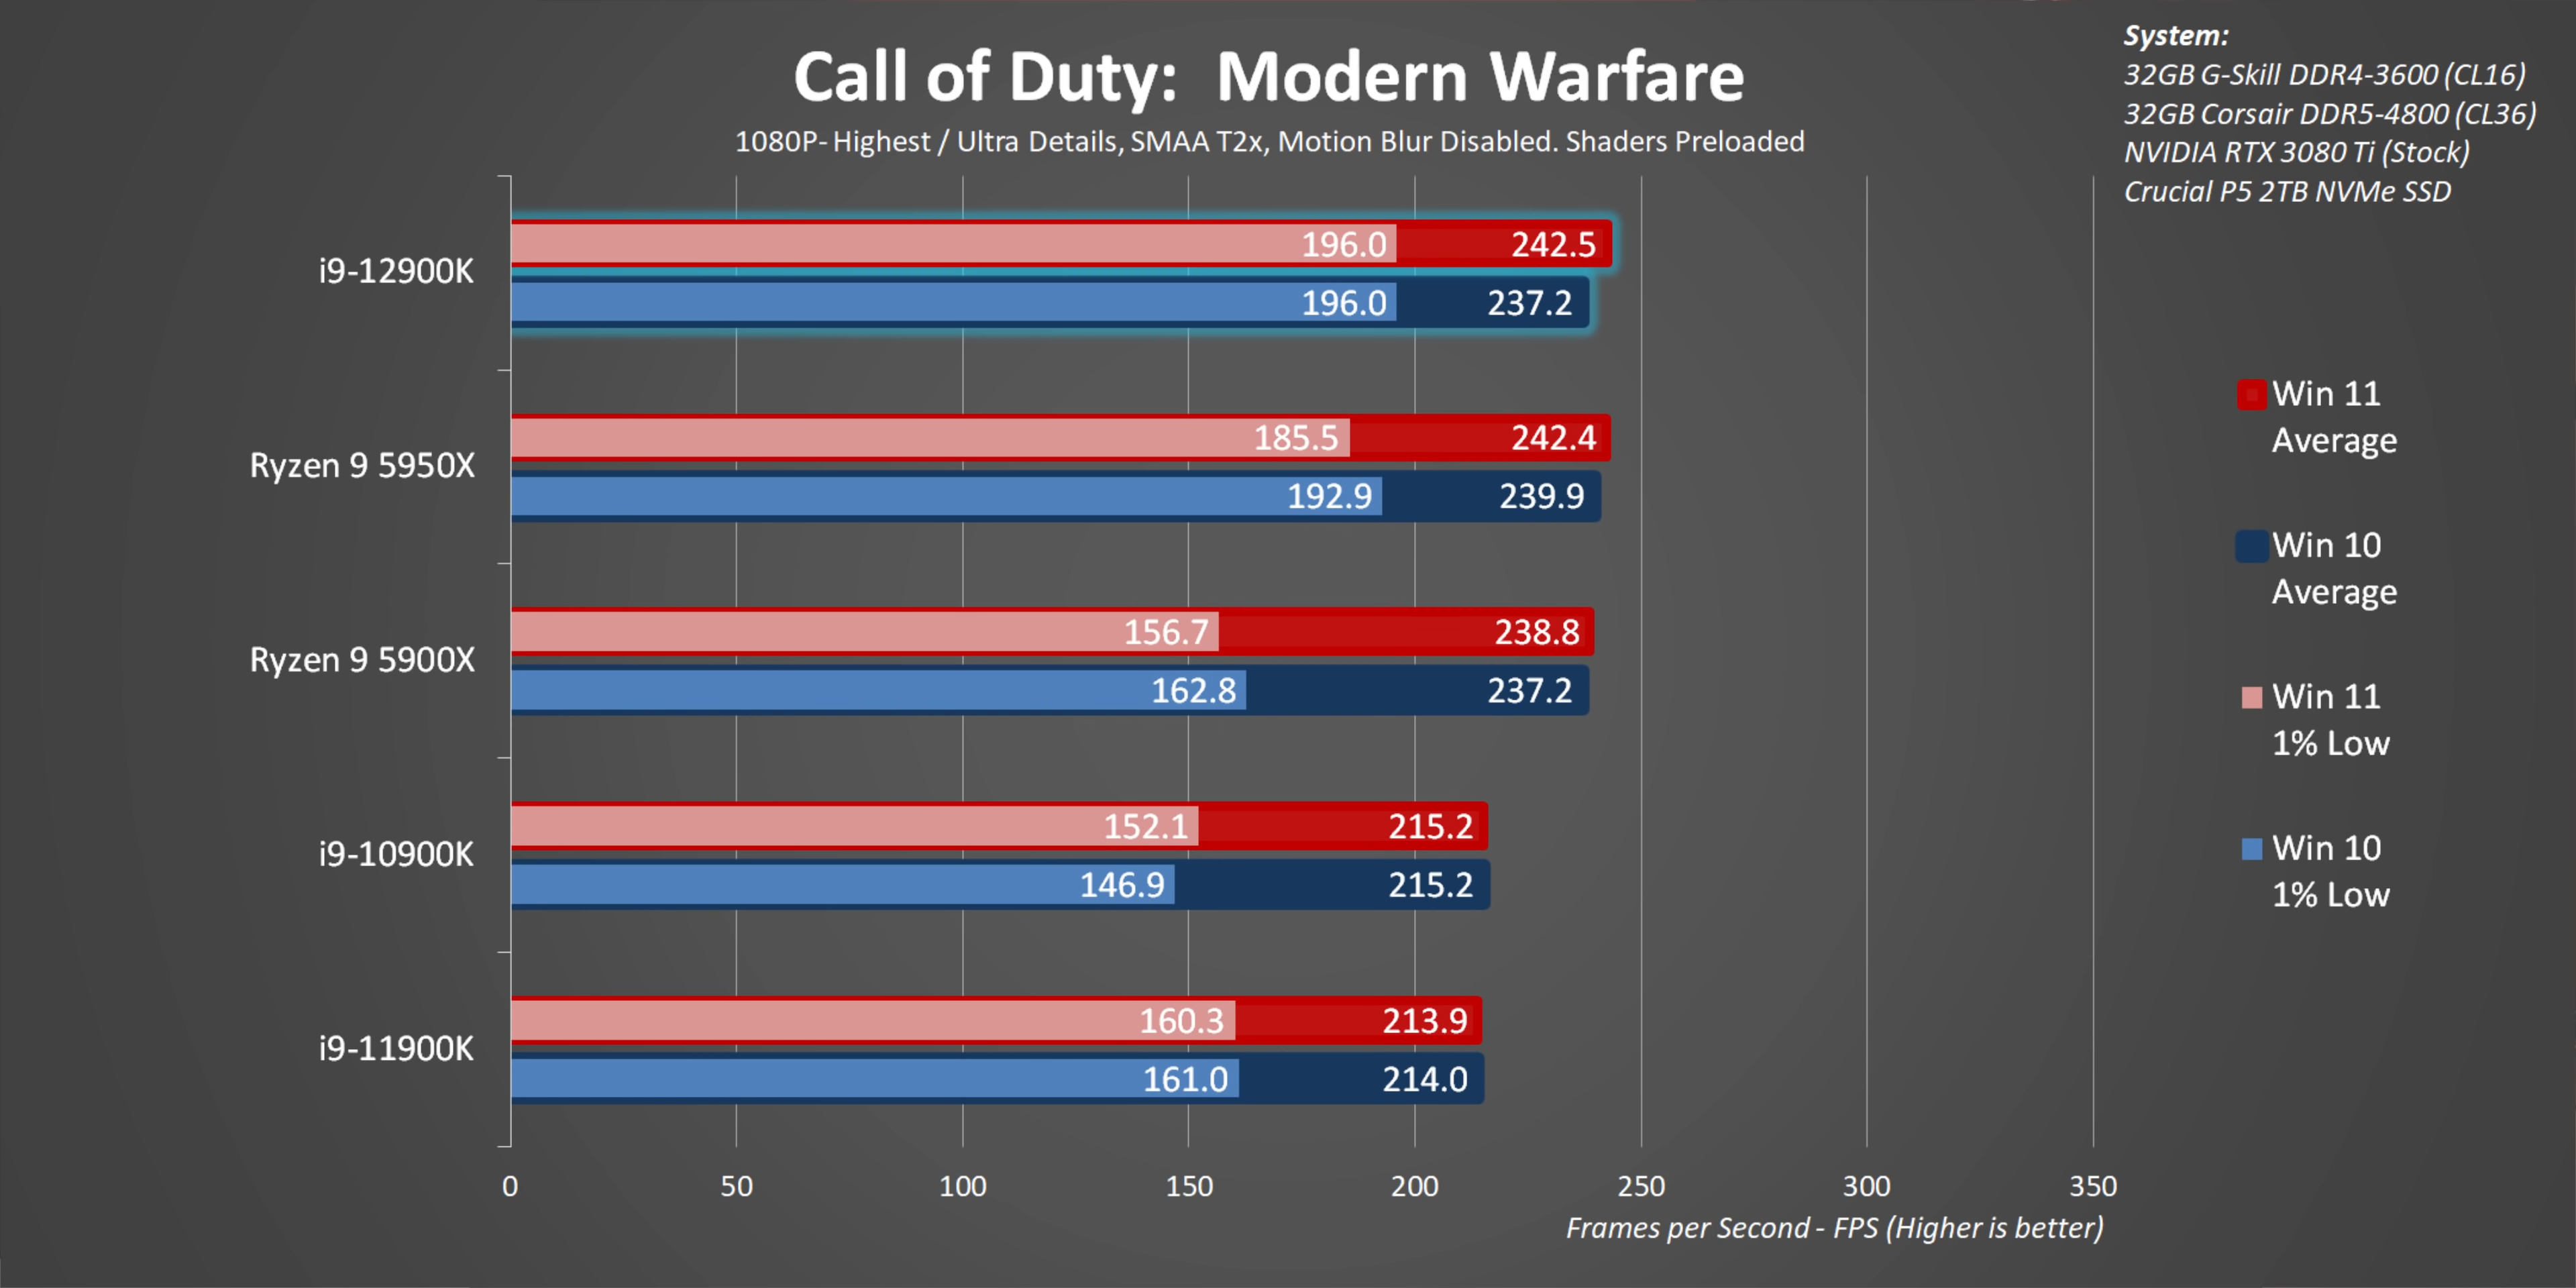 Call of Duty:  Modern Warfare
1080P- Highest / Ultra Details, SMAA T2x, Motion Blur Disabled. Shaders Preloaded
System:
32GB G-Skill DDR4-3600 (CL16)
32GB Corsair DDR5-4800 (CL36)
NVIDIA RTX 3080 Ti (Stock)
Crucial P5 2TB NVMe SSD
i9-12900K
196.0 242.5
196.0 237.2
Ryzen 9 5950X
185.5 242.4
192.9 239.9
Ryzen 9 5900X
156.7 238.8
162.8 237.2
i9-10900K
152.1 215.2
146.9 215.2
i9-11900K
160.3 213.9
161.0 214.0
Win 11
Average
Win 10
Average
Win 11
1% Low
Win 10
1% Low
0 50 100 150 200 250 300 350
Frames per Second - FPS (Higher is better)